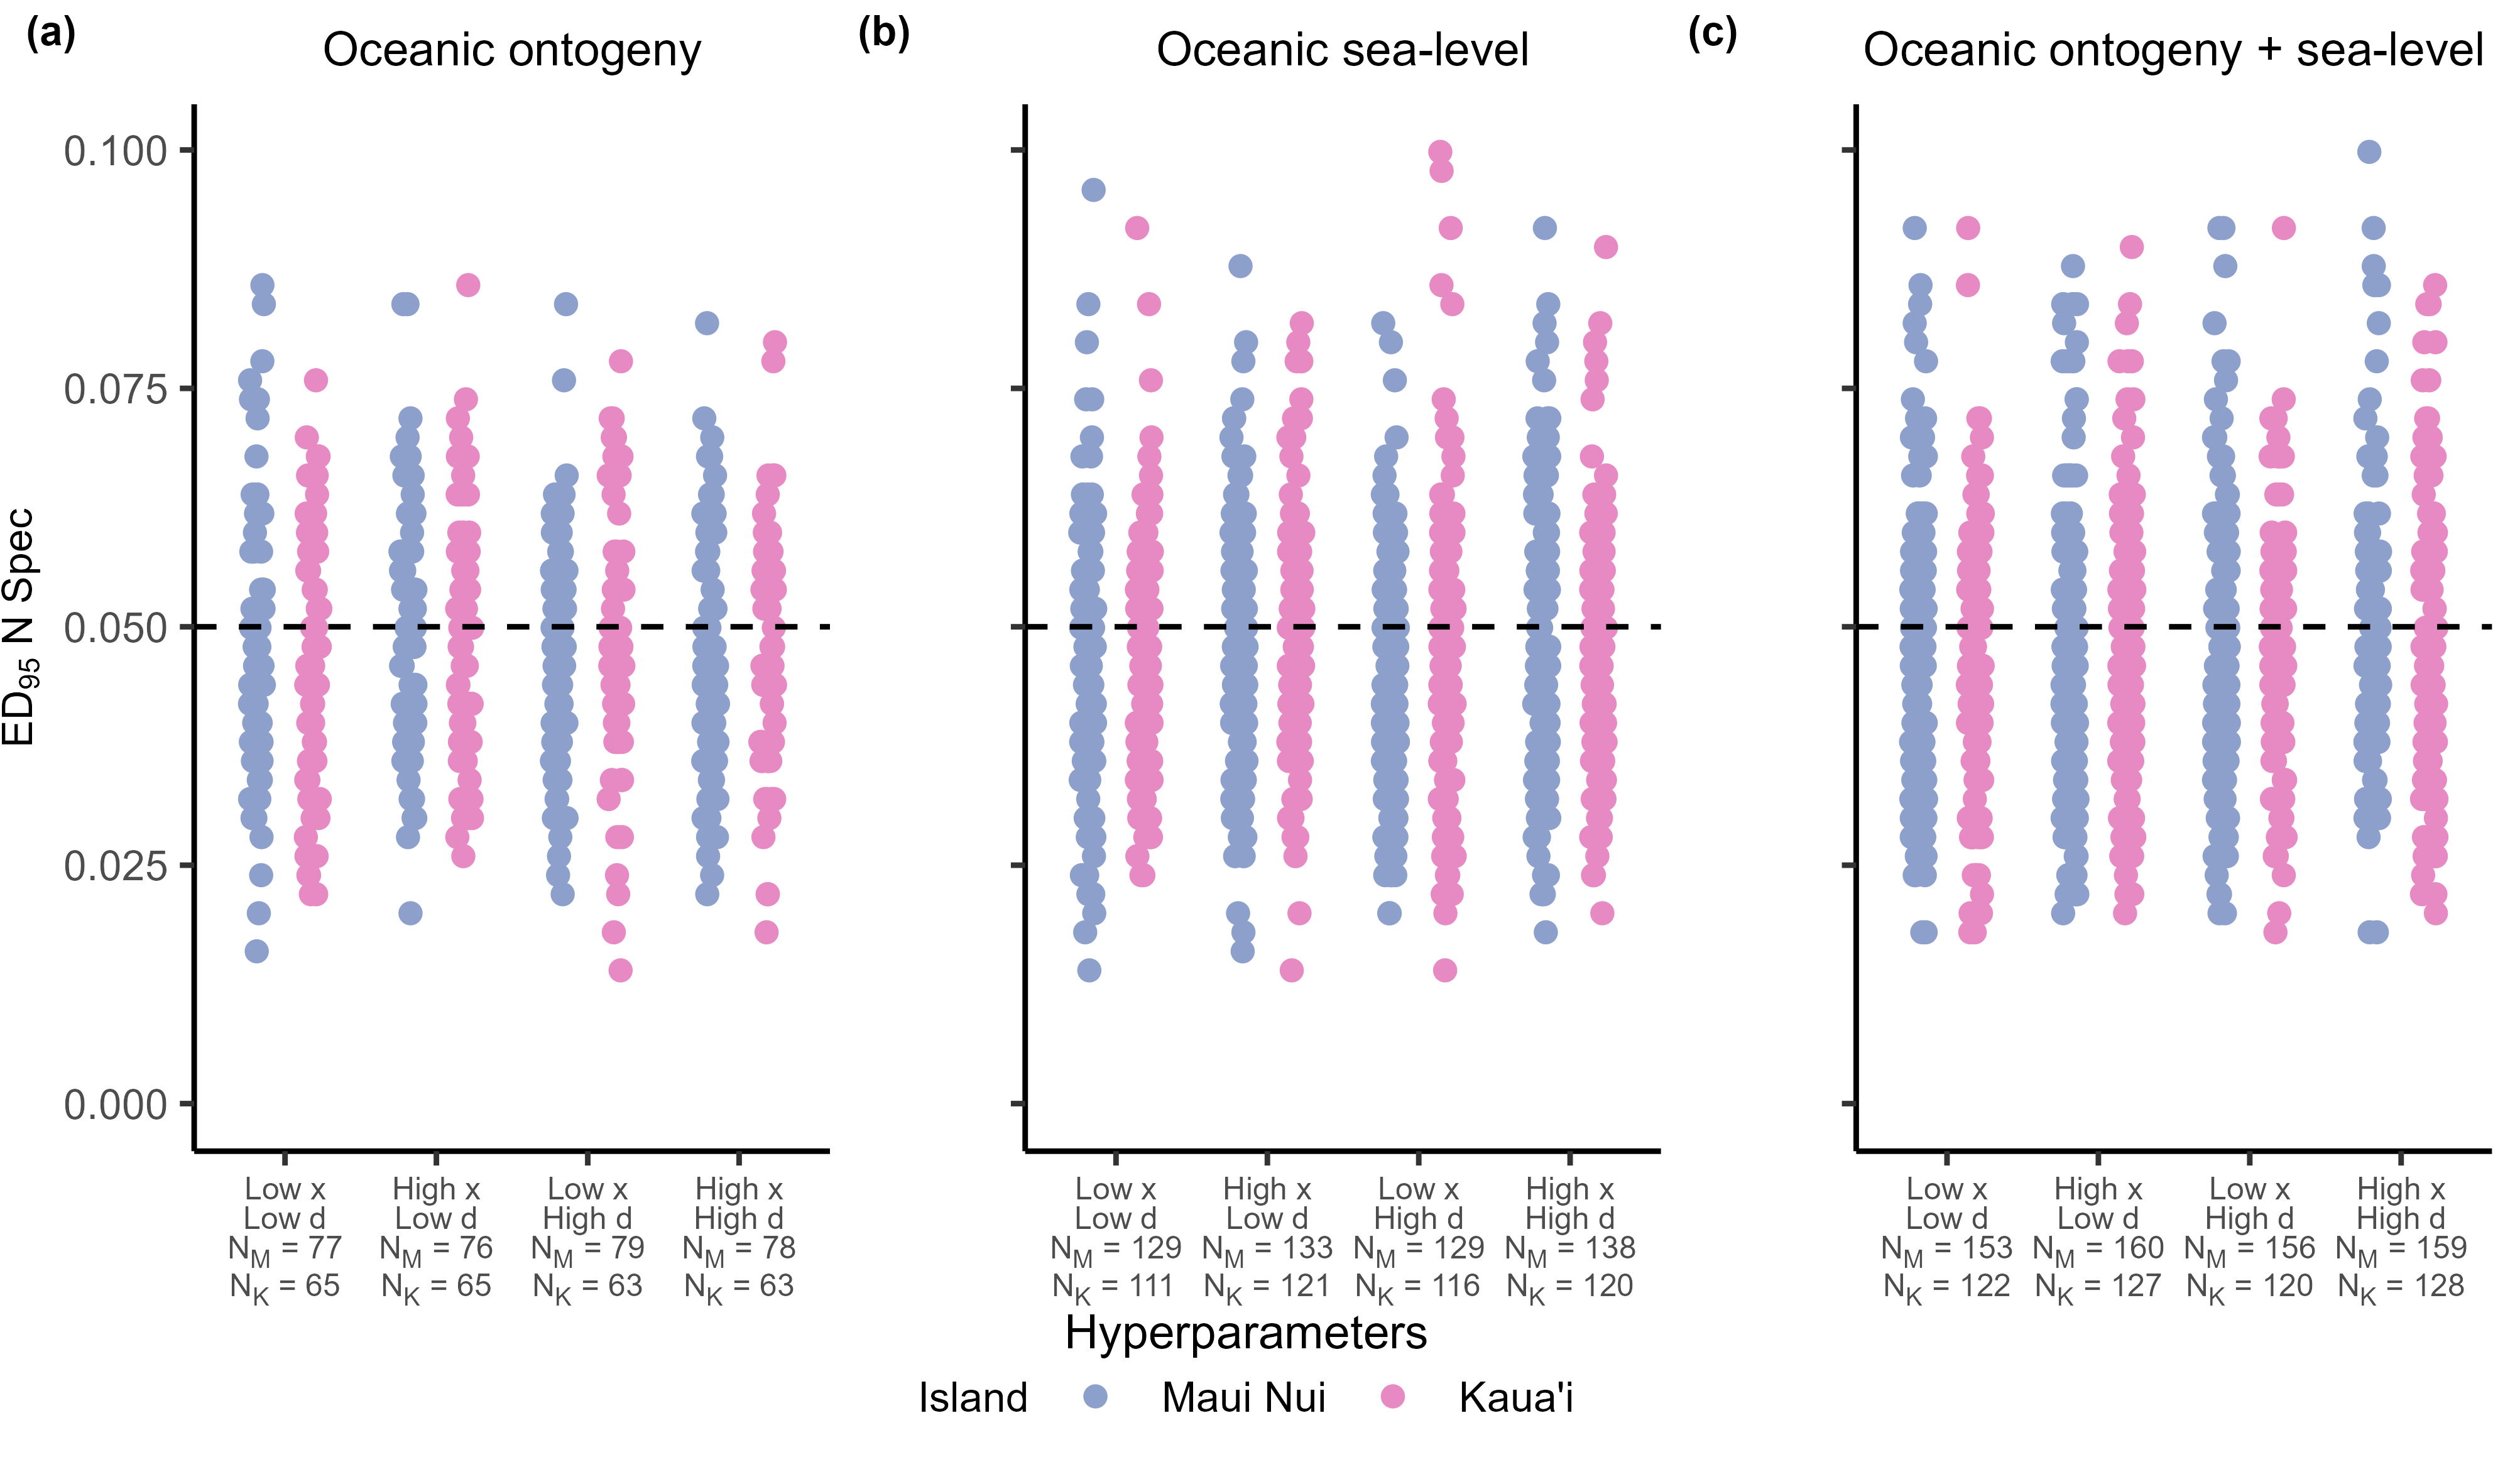 (a)
Oceanic ontogeny
(b)
Oceanic sea-level
(c)
Oceanic ontogeny + sea-level
ED95 N Spec
0.100
0.075
0.050
0.025
0.000
Low x High x Low x High x
Low d Low d High d High d
NM = 77 NM = 76 NM = 79 NM = 78
NK = 65 NK = 65 NK = 63 NK = 63
Low x High x Low x High x
Low d Low d High d High d
NM = 129 NM = 133 NM = 129 NM = 138
NK = 111 NK = 121 NK = 116 NK = 120
Low x High x Low x High x
Low d Low d High d High d
NM = 153 NM = 160 NM = 156 NM = 159
NK = 122 NK = 127 NK = 120 NK = 128
Hyperparameters
Island Maui Nui Kaua'i